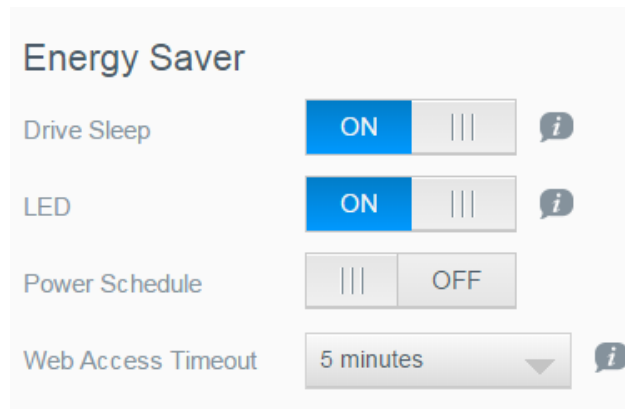 Energy Saver
Drive Sleep ON
LED ON
Power Schedule OFF
Web Access Timeout 5 minutes